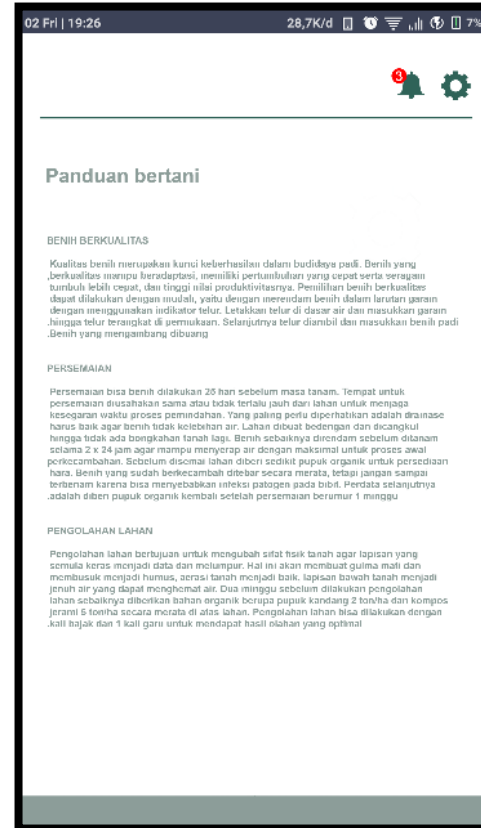 02 Fri | 19:26
28,7K/d
7%
3
Panduan bertani
BENIH BERKUALITAS
Kualitas benih merupakan kunci keberhasilan dalam budidaya padi. Benih yang
,berkualitas mampu beradaptasi, memiliki pertumbuhan yang cepat serta seragam
tumbuh lebih cepat, dan tinggi nilai produktivitasnya. Pemilihan benih berkualitas
dapat dilakukan dengan mudah, yaitu dengan merendam benih dalam larutan garam
dengan menggunakan indikator telur. Letakkan telur di dasar air dan masukkan garam
.hingga telur terangkat di permukaan. Selanjutnya telur diambil dan masukkan benih padi
.Benih yang mengambang dibuang
PERSEMAIAN
Persemaian bisa benih dilakukan 25 hari sebelum masa tanam. Tempat untuk
persemaian diusahakan sama atau tidak terlalu jauh dari lahan untuk menjaga
kesegaran waktu proses pemindahan. Yang paling perlu diperhatikan adalah drainase
harus baik agar benih tidak kelebihan air. Lahan dibuat bedengan dan dicangkul
hingga tidak ada bongkahan tanah lagi. Benih sebaiknya direndam sebelum ditanam
selama 2 x 24 jam agar mampu menyerap air dengan maksimal untuk proses awal
perkecambahan. Sebelum disemai lahan diberi sedikit pupuk organik untuk persediaan
hara. Benih yang sudah berkecambah ditebar secara merata, tetapi jangan sampai
terbenam karena bisa menyebabkan infeksi patogen pada bibit. Perdata selanjutnya
.adalah diberi pupuk organik kembali setelah persemaian berumur 1 minggu
PENGOLAHAN LAHAN
Pengolahan lahan bertujuan untuk mengubah sifat fisik tanah agar lapisan yang
semula keras menjadi data dan melumpur. Hal ini akan membuat gulma mati dan
membusuk menjadi humus, aerasi tanah menjadi baik, lapisan bawah tanah menjadi
jenuh air yang dapat menghemat air. Dua minggu sebelum dilakukan pengolahan
lahan sebaiknya diberikan bahan organik berupa pupuk kandang 2 ton/ha dan kompos
jerami 5 ton/ha secara merata di atas lahan. Pengolahan lahan bisa dilakukan dengan
.kali bajak dan 1 kali garu untuk mendapat hasil olahan yang optimal